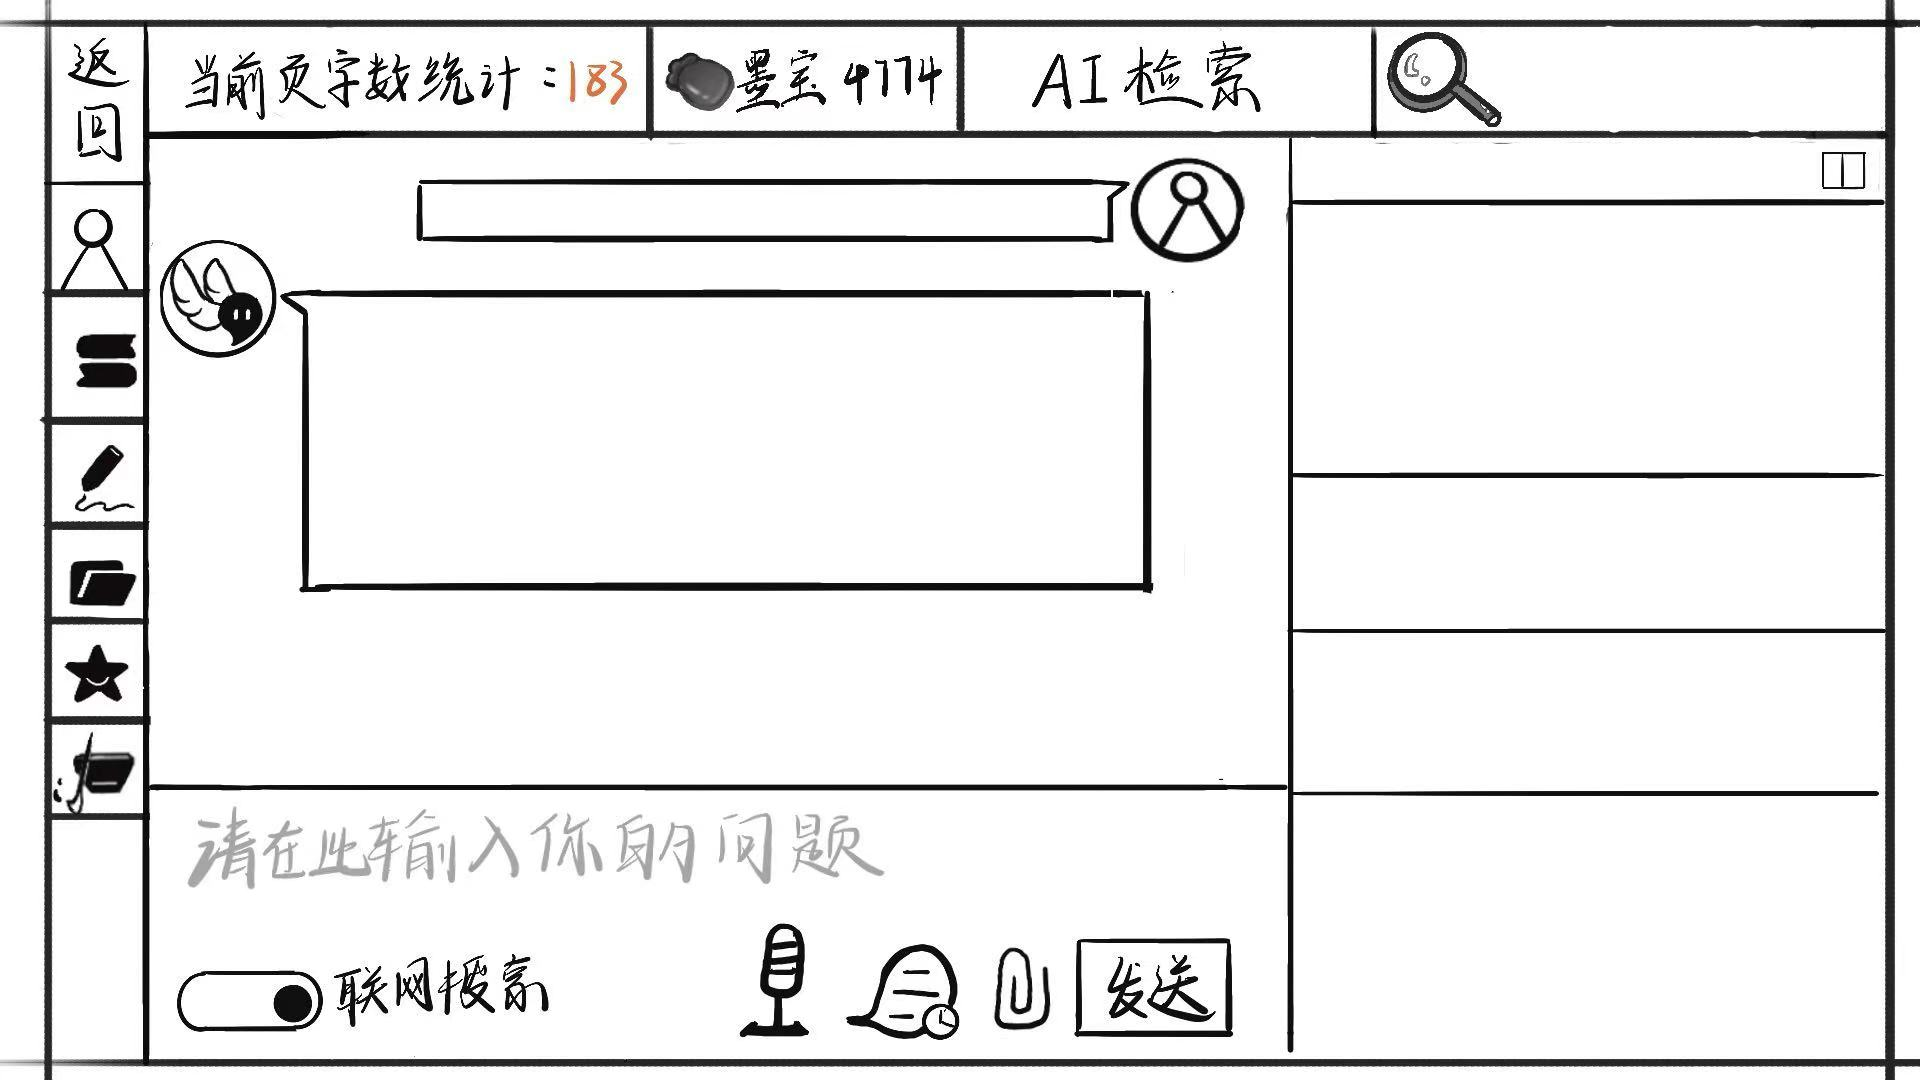 返回
当前页字数统计:183
墨宝 4774
AI 检索
请在此输入你的问题
联网搜索
发送